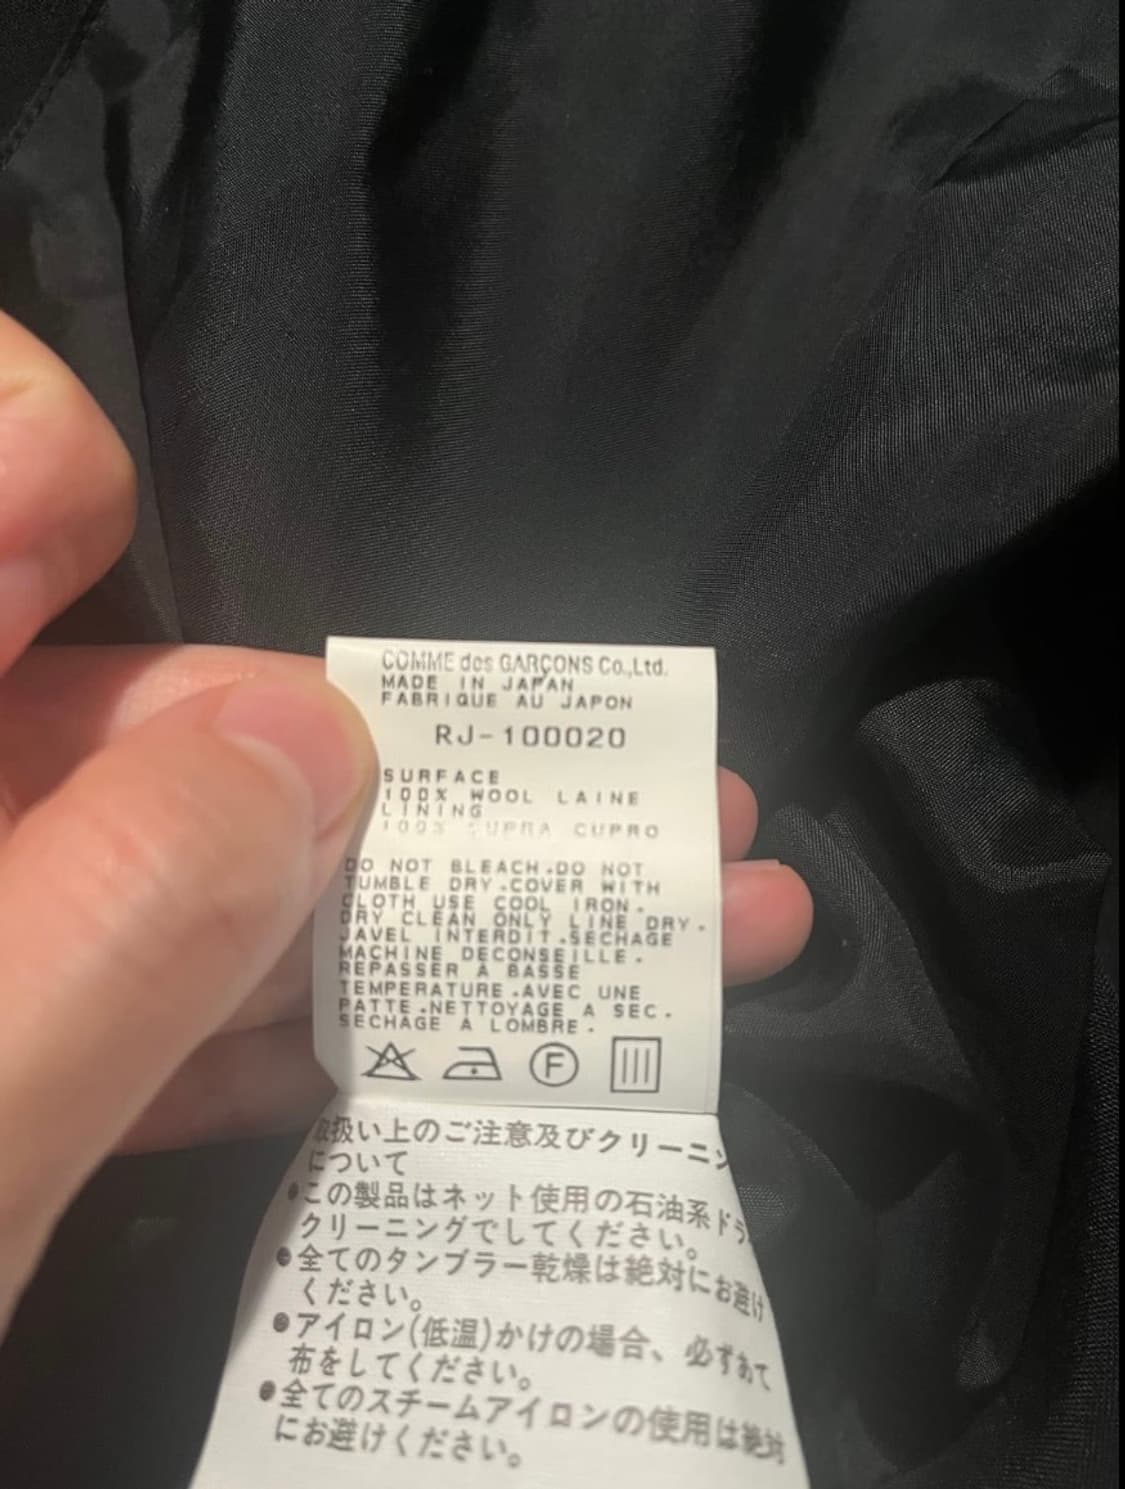 COMME des GARÇONS Co.,Ltd.
MADE IN JAPAN
FABRIQUE AU JAPON
RJ-100020
SURFACE
100% WOOL LAINE
LINING
100% CUPRA CUPRO
DO NOT BLEACH.DO NOT
TUMBLE DRY.COVER WITH
CLOTH USE COOL IRON.
DRY CLEAN ONLY LINE DRY.
JAVEL INTERDIT.SECHAGE
MACHINE DECONSEILLE.
REPASSER A BASSE
TEMPERATURE.AVEC UNE
PATTE.NETTOYAGE A SEC.
SECHAGE A LOMBRE.
F
取扱い上のご注意及びクリーニン
について
●この製品はネット使用の石油系ドラ
クリーニングでしてください。
●全てのタンブラー乾燥は絶対にお避け
ください。
●アイロン(低温)かけの場合、必ずあて
布をしてください。
●全てのスチームアイロンの使用は絶対
にお避けください。